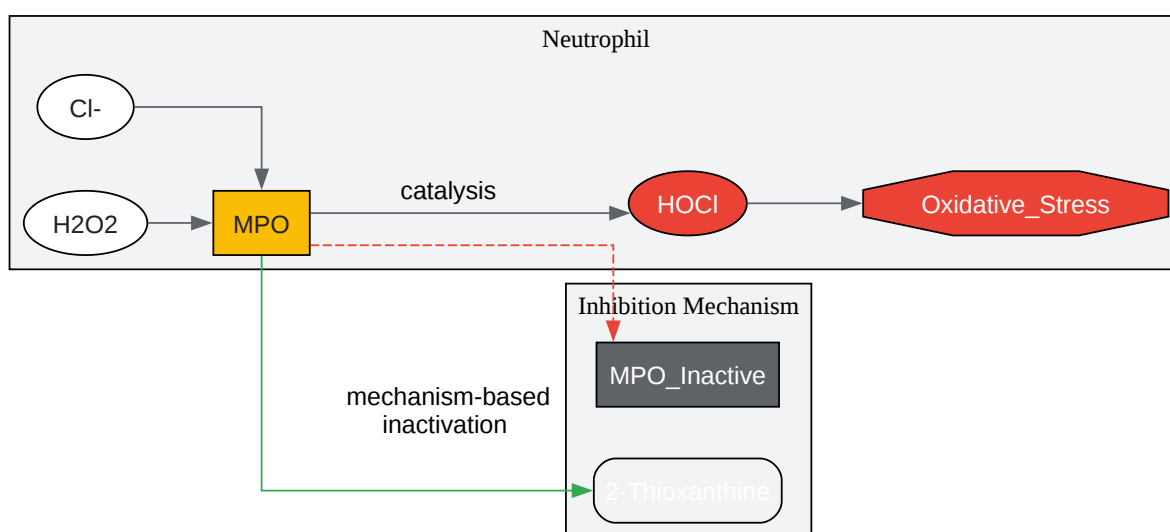 Neutrophil
Cl-
H2O2
MPO
catalysis
HOCl
Oxidative_Stress
Inhibition Mechanism
MPO_Inactive
mechanism-based
inactivation
2-Thioxanthine